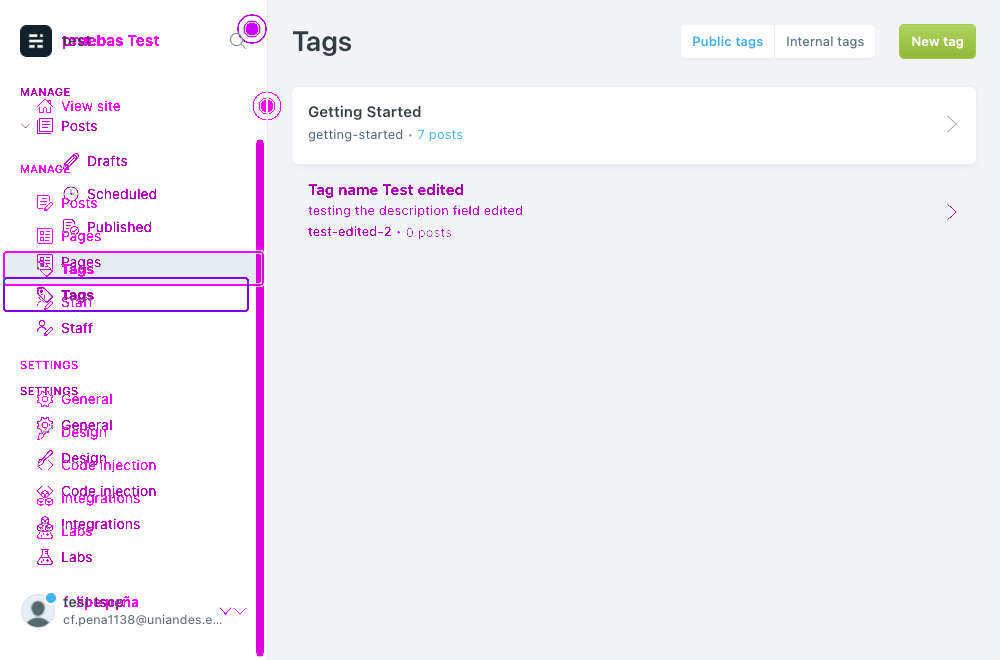 pruebas Test
test
MANAGE
View site
Posts
Drafts
MANAGE
Scheduled
Posts
Published
Pages
Pages
Tags
Tags
Staff
Staff
SETTINGS
SETTINGS
General
General
Design
Design
Code injection
Code injection
Integrations
Integrations
Labs
Labs
cf.pena1138@uniandes.e...
Tags
Public tags
Internal tags
New tag
Getting Started
getting-started • 7 posts
Tag name Test edited
testing the description field edited
test-edited-2 • 0 posts